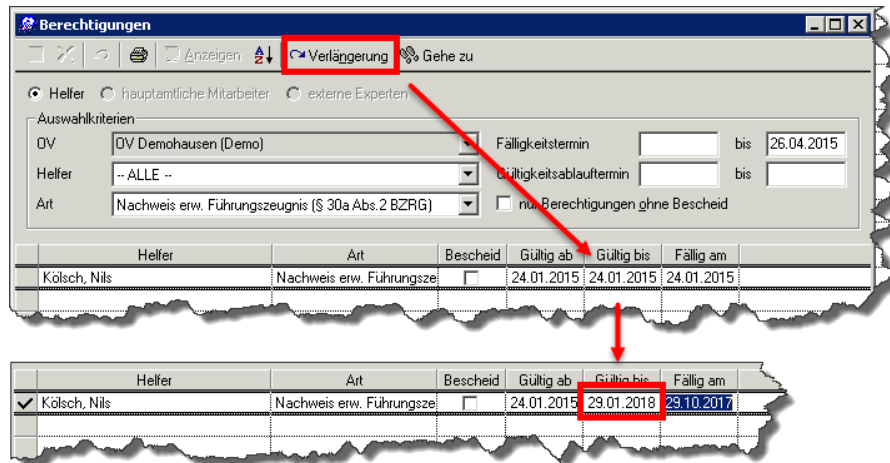 Berechtigungen
Anzeigen Verlängerung Gehe zu
Helfer hauptamtliche Mitarbeiter externe Experten
Auswahlkriterien
OV OV Demohausen (Demo) Fälligkeitstermin bis 26.04.2015
Helfer -- ALLE -- Gültigkeitsablauftermin bis
Art Nachweis erw. Führungszeugnis (§ 30a Abs.2 BZRG) nur Berechtigungen ohne Bescheid
Helfer Art Bescheid Gültig ab Gültig bis Fällig am
Kölsch, Nils Nachweis erw. Führungsze 24.01.2015 24.01.2015 24.01.2015
Helfer Art Bescheid Gültig ab Gültig bis Fällig am
Kölsch, Nils Nachweis erw. Führungsze 24.01.2015 29.01.2018 29.10.2017